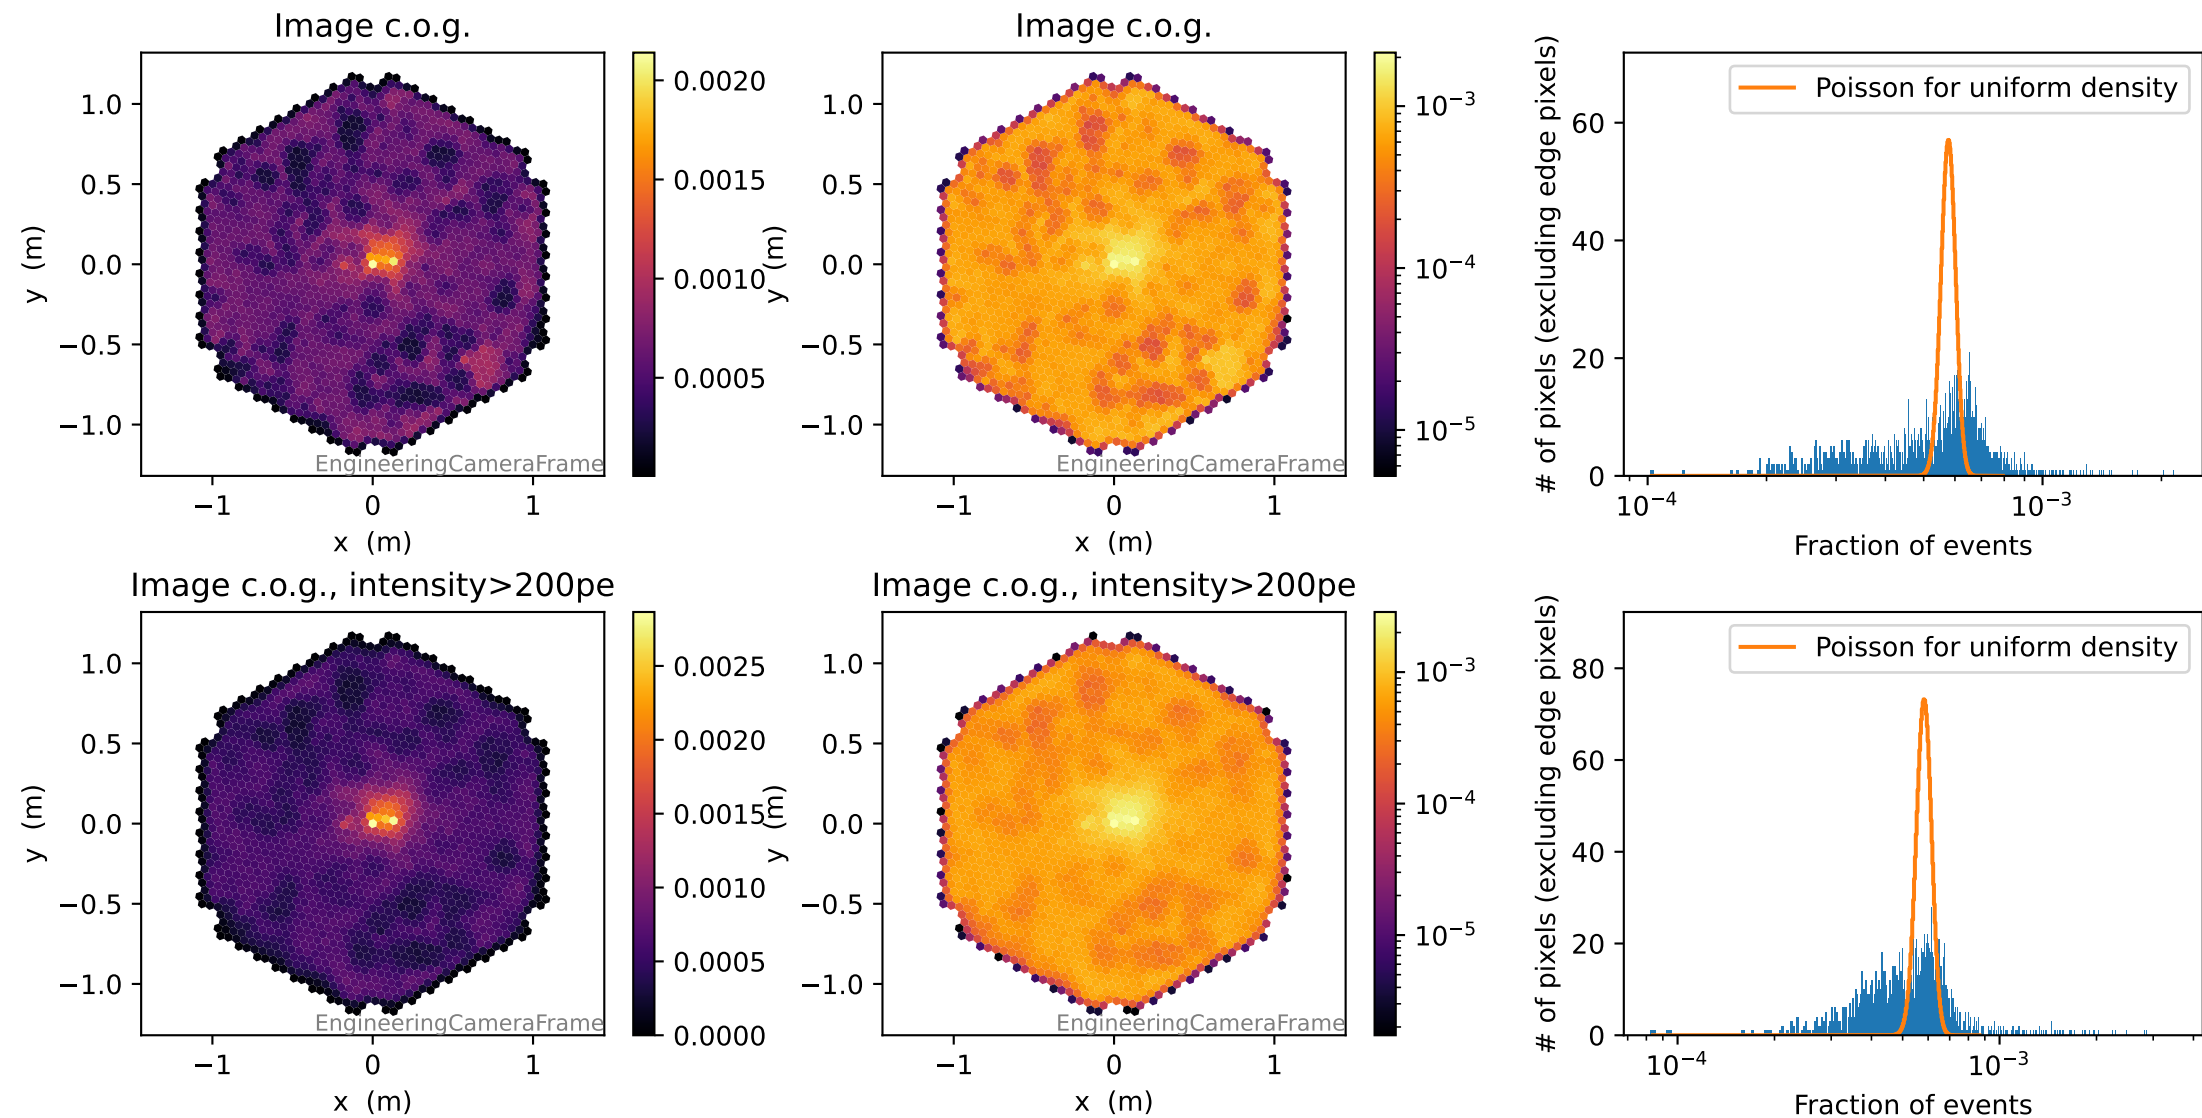 Image c.o.g.
1.0
0.5
0.0
−0.5
−1.0
y (m)
−1 0 1
x (m)
EngineeringCameraFrame
0.0020
0.0015
0.0010
0.0005
Image c.o.g.
1.0
0.5
0.0
−0.5
−1.0
y (m)
−1 0 1
x (m)
EngineeringCameraFrame
10⁻³
10⁻⁴
10⁻⁵
Poisson for uniform density
# of pixels (excluding edge pixels)
60
40
20
0
10⁻⁴ 10⁻³
Fraction of events
Image c.o.g., intensity>200pe
1.0
0.5
0.0
−0.5
−1.0
y (m)
−1 0 1
x (m)
EngineeringCameraFrame
0.0025
0.0020
0.0015
0.0010
0.0005
0.0000
Image c.o.g., intensity>200pe
1.0
0.5
0.0
−0.5
−1.0
y (m)
−1 0 1
x (m)
EngineeringCameraFrame
10⁻³
10⁻⁴
10⁻⁵
Poisson for uniform density
# of pixels (excluding edge pixels)
80
60
40
20
0
10⁻⁴ 10⁻³
Fraction of events